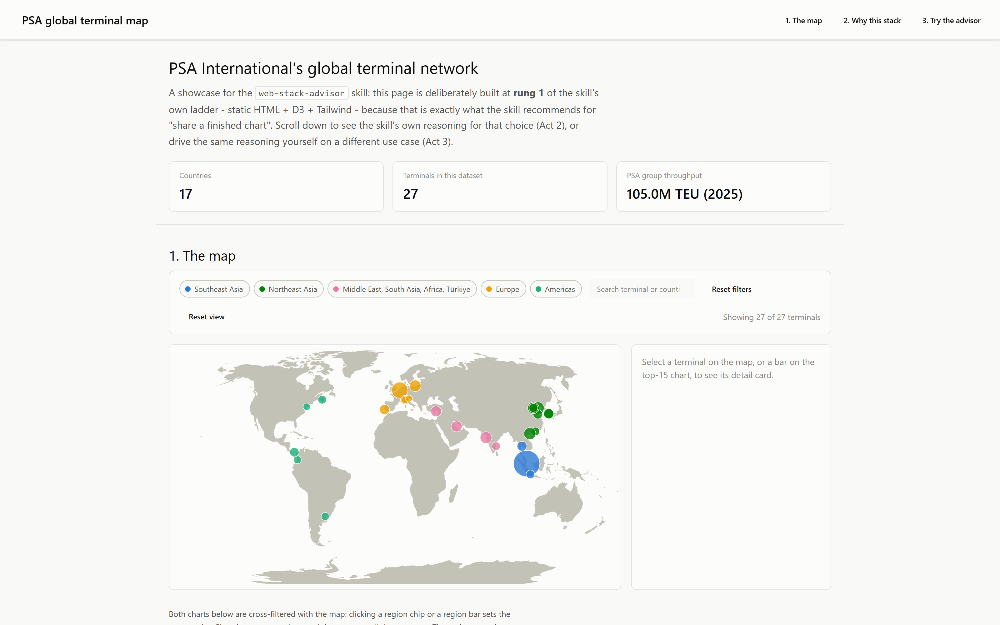 PSA global terminal map
1. The map
2. Why this stack
3. Try the advisor
PSA International's global terminal network
A showcase for the web-stack-advisor skill: this page is deliberately built at rung 1 of the skill's
own ladder - static HTML + D3 + Tailwind - because that is exactly what the skill recommends for
"share a finished chart". Scroll down to see the skill's own reasoning for that choice (Act 2), or
drive the same reasoning yourself on a different use case (Act 3).
Countries
17
Terminals in this dataset
27
PSA group throughput
105.0M TEU (2025)
1. The map
Southeast Asia
Northeast Asia
Middle East, South Asia, Africa, Türkiye
Europe
Americas
Search terminal or countr
Reset filters
Reset view
Showing 27 of 27 terminals
Select a terminal on the map, or a bar on the
top-15 chart, to see its detail card.
Both charts below are cross-filtered with the map: clicking a region chip or a region bar sets the